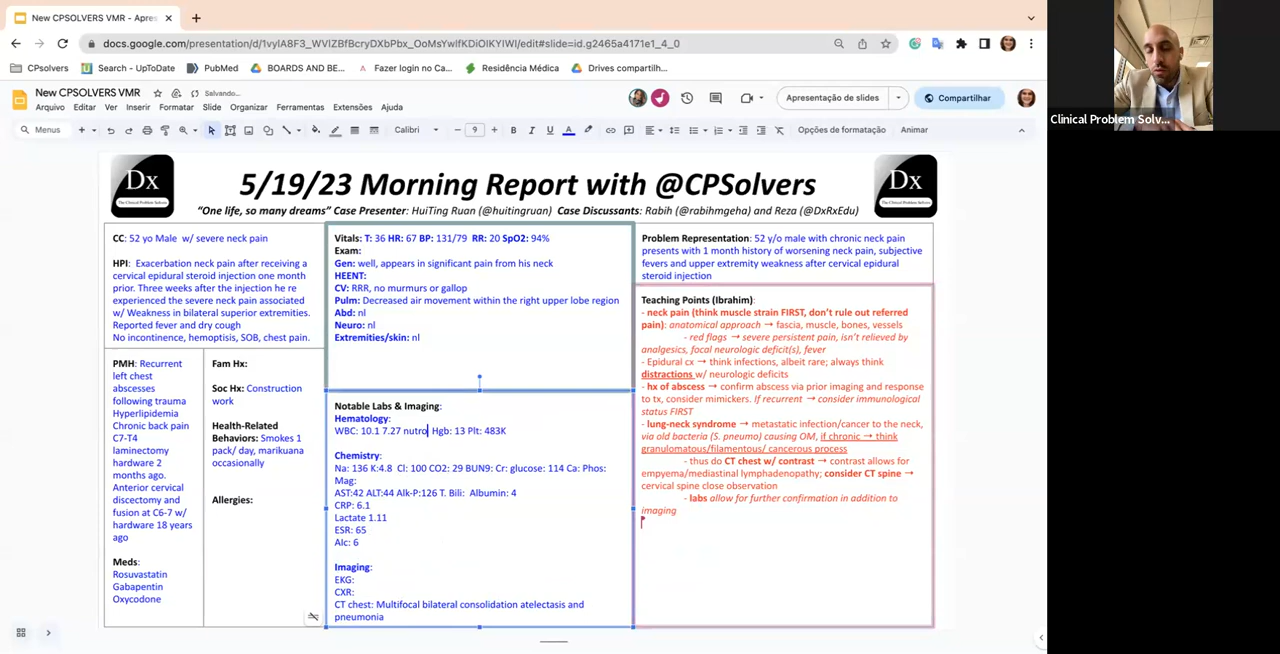 New CPSOLVERS VMR - Apres
docs.google.com/presentation/d/1vyIA8F3_WVIZBfBcryDXbPbx_OoMsYwlfKDiOIKYIWI/edit#slide=id.g2465a4171e1_4_0
CPsolvers
Search - UpToDate
PubMed
BOARDS AND BE...
Fazer login no Ca...
Residência Médica
Drives compartilh...
New CPSOLVERS VMR
Salvando...
Arquivo Editar Ver Inserir Formatar Slide Organizar Ferramentas Extensões Ajuda
Apresentação de slides
Compartilhar
Menus
Calibri
9
Opções de formatação
Animar
Clinical Problem Solv...
Dx
The Clinical Problem Solvers
5/19/23 Morning Report with @CPSolvers
"One life, so many dreams" Case Presenter: HuiTing Ruan (@huitingruan) Case Discussants: Rabih (@rabihmgeha) and Reza (@DxRxEdu)
Dx
The Clinical Problem Solvers
CC: 52 yo Male w/ severe neck pain
HPI: Exacerbation neck pain after receiving a
cervical epidural steroid injection one month
prior. Three weeks after the injection he re
experienced the severe neck pain associated
w/ Weakness in bilateral superior extremities.
Reported fever and dry cough
No incontinence, hemoptisis, SOB, chest pain.
PMH: Recurrent
left chest
abscesses
following trauma
Hyperlipidemia
Chronic back pain
C7-T4
laminectomy
hardware 2
months ago.
Anterior cervical
discectomy and
fusion at C6-7 w/
hardware 18 years
ago
Meds:
Rosuvastatin
Gabapentin
Oxycodone
Fam Hx:
Soc Hx: Construction
work
Health-Related
Behaviors: Smokes 1
pack/ day, marikuana
occasionally
Allergies:
Vitals: T: 36 HR: 67 BP: 131/79 RR: 20 SpO2: 94%
Exam:
Gen: well, appears in significant pain from his neck
HEENT:
CV: RRR, no murmurs or gallop
Pulm: Decreased air movement within the right upper lobe region
Abd: nl
Neuro: nl
Extremities/skin: nl
Notable Labs & Imaging:
Hematology:
WBC: 10.1 7.27 nutro Hgb: 13 Plt: 483K
Chemistry:
Na: 136 K:4.8 Cl: 100 CO2: 29 BUN9: Cr: glucose: 114 Ca: Phos:
Mag:
AST:42 ALT:44 Alk-P:126 T. Bili: Albumin: 4
CRP: 6.1
Lactate 1.11
ESR: 65
AIc: 6
Imaging:
EKG:
CXR:
CT chest: Multifocal bilateral consolidation atelectasis and
pneumonia
Problem Representation: 52 y/o male with chronic neck pain
presents with 1 month history of worsening neck pain, subjective
fevers and upper extremity weakness after cervical epidural
steroid injection
Teaching Points (Ibrahim):
- neck pain (think muscle strain FIRST, don't rule out referred
pain): anatomical approach → fascia, muscle, bones, vessels
- red flags → severe persistent pain, isn't relieved by
analgesics, focal neurologic deficit(s), fever
- Epidural cx → think infections, albeit rare; always think
distractions w/ neurologic deficits
- hx of abscess → confirm abscess via prior imaging and response
to tx, consider mimickers. If recurrent → consider immunological
status FIRST
- lung-neck syndrome → metastatic infection/cancer to the neck,
via old bacteria (S. pneumo) causing OM, if chronic → think
granulomatous/filamentous/ cancerous process
- thus do CT chest w/ contrast → contrast allows for
empyema/mediastinal lymphadenopathy; consider CT spine →
cervical spine close observation
- labs allow for further confirmation in addition to
imaging